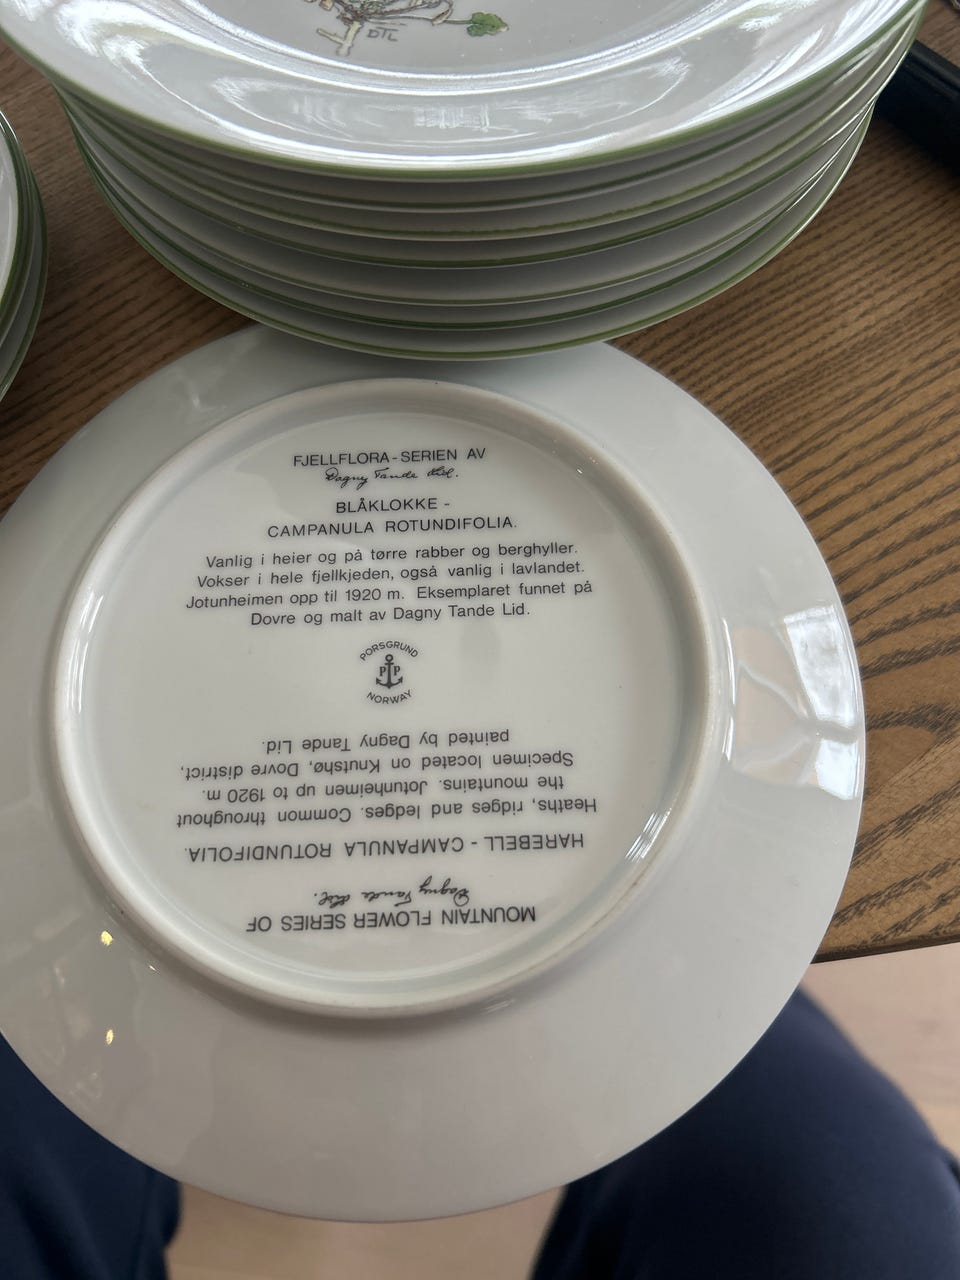 DTL
FJELLFLORA-SERIEN AV
Dagny Tande Lid.
BLÅKLOKKE -
CAMPANULA ROTUNDIFOLIA.
Vanlig i heier og på tørre rabber og berghyller.
Vokser i hele fjellkjeden, også vanlig i lavlandet.
Jotunheimen opp til 1920 m. Eksemplaret funnet på
Dovre og malt av Dagny Tande Lid.
PORSGRUND
P P
NORWAY
MOUNTAIN FLOWER SERIES OF
Dagny Tande Lid.
HAREBELL - CAMPANULA ROTUNDIFOLIA.
Heaths, ridges and ledges. Common throughout
the mountains. Jotunheimen up to 1920 m.
Specimen located on Knutshø, Dovre district,
painted by Dagny Tande Lid.